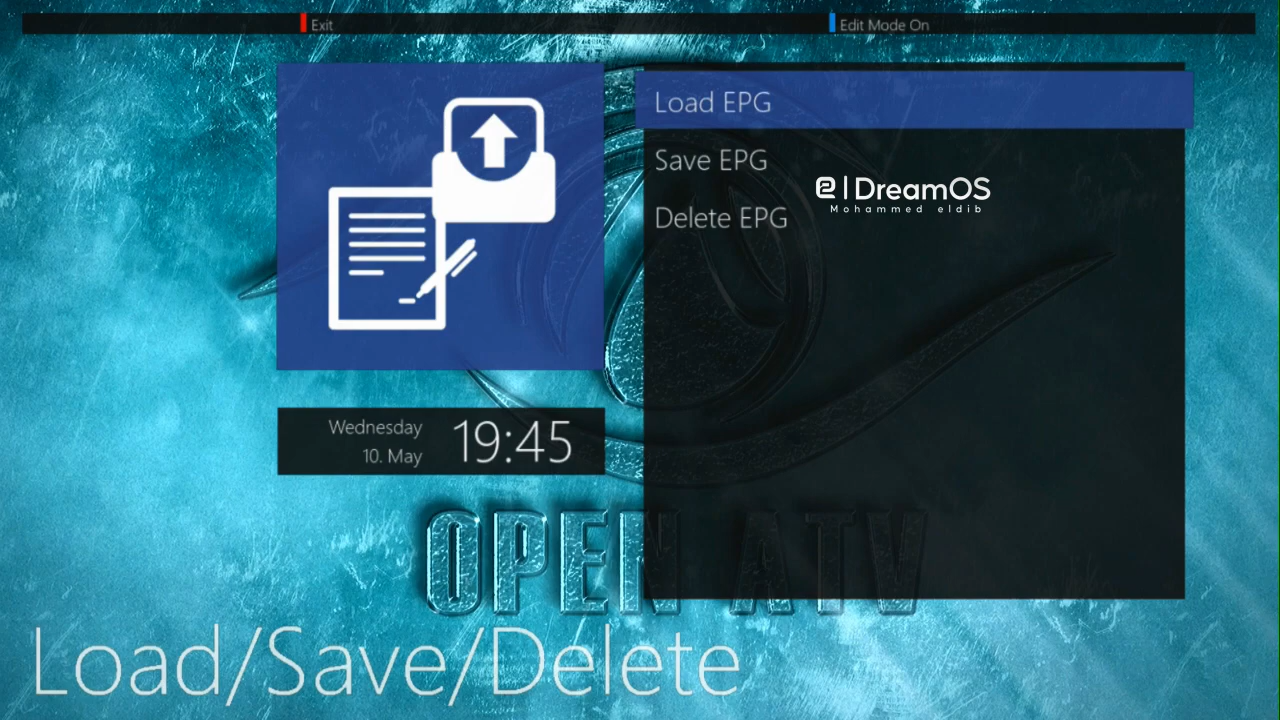 Exit
Edit Mode On
Load EPG
Save EPG
DreamOS
Mohammed eldib
Delete EPG
Wednesday
10. May
19:45
OPEN ATV
Load/Save/Delete